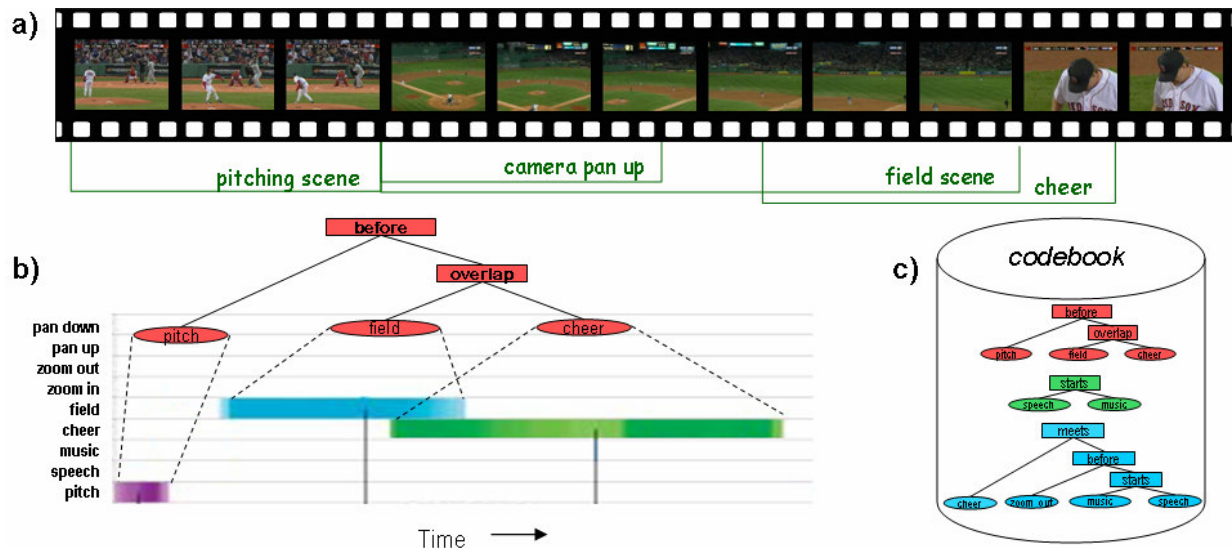 a)
RED SOX
pitching scene
camera pan up
field scene
cheer
b)
before
overlap
pitch
field
cheer
pan down
pan up
zoom out
zoom in
field
cheer
music
speech
pitch
Time
c)
codebook
before
overlap
pitch
field
cheer
starts
speech
music
meets
before
starts
cheer
zoom out
music
speech